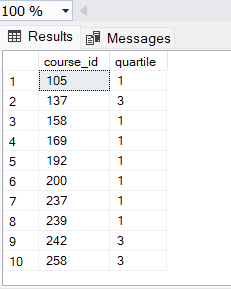 100 %
Results Messages
course_id quartile
1 105 1
2 137 3
3 158 1
4 169 1
5 192 1
6 200 1
7 237 1
8 239 1
9 242 3
10 258 3